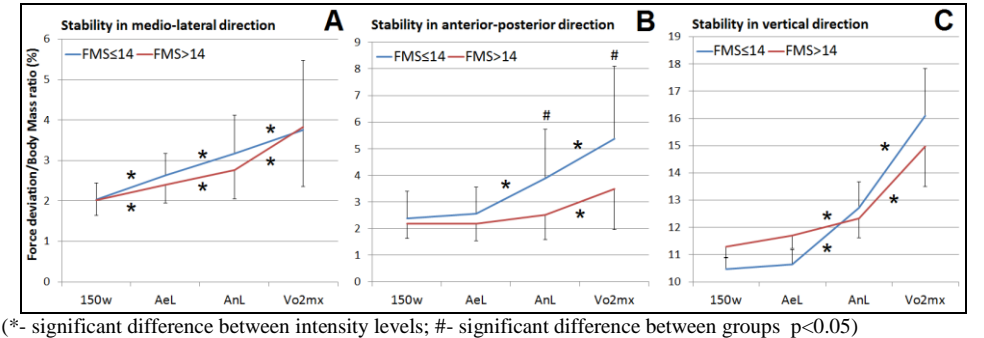 Stability in medio-lateral direction A
Force deviation/Body Mass ratio (%)
FMS≤14 FMS>14
6
5
4
3
2
1
0
* * *
* * *
150w AeL AnL Vo2mx
Stability in anterior-posterior direction B
FMS≤14 FMS>14
9
8
7
6
5
4
3
2
1
0
# #
* * *
150w AeL AnL Vo2mx
Stability in vertical direction C
FMS≤14 FMS>14
19
18
17
16
15
14
13
12
11
10
* *
* *
150w AeL AnL Vo2mx
(*- significant difference between intensity levels; #- significant difference between groups p<0.05)